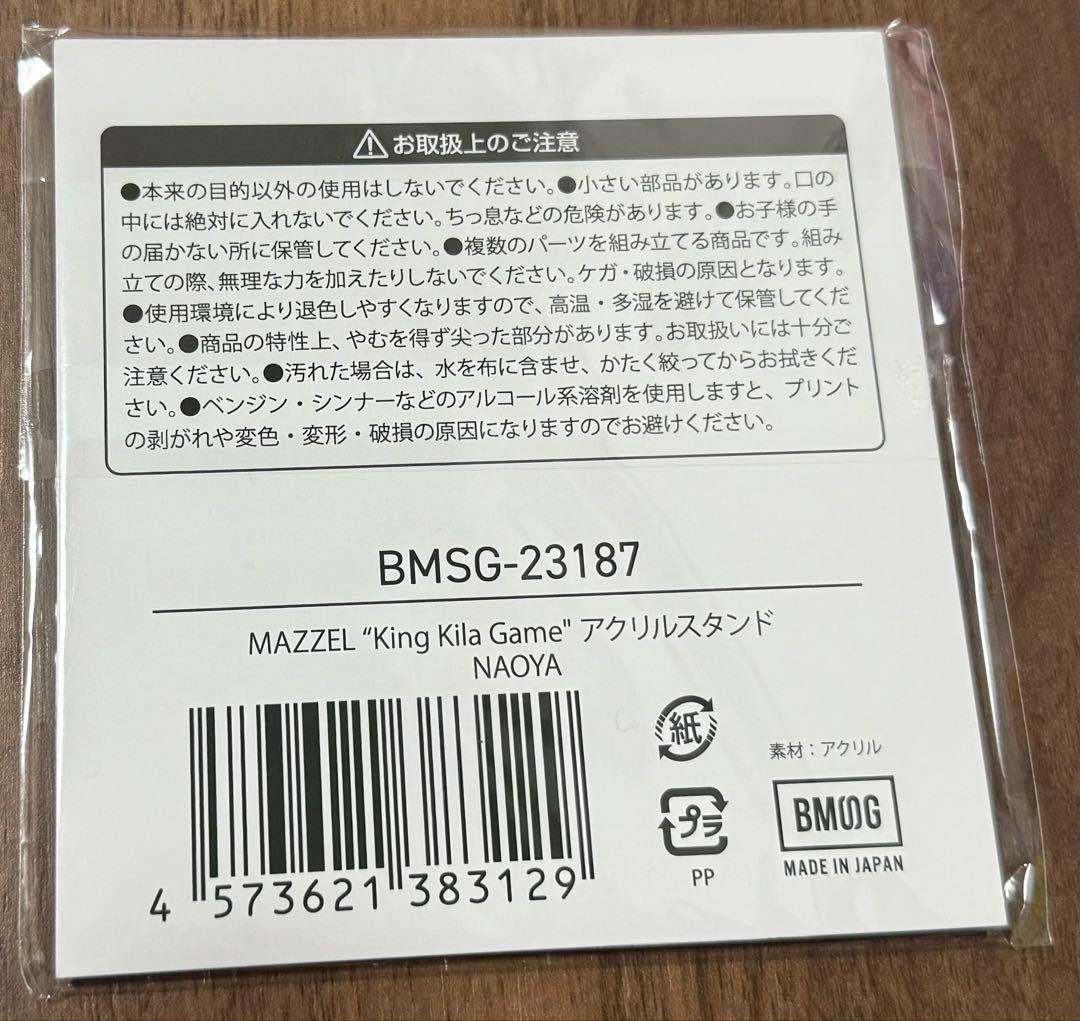 お取扱上のご注意
●本来の目的以外の使用はしないでください。●小さい部品があります。口の
中には絶対に入れないでください。ちっ息などの危険があります。●お子様の手
の届かない所に保管してください。●複数のパーツを組み立てる商品です。組み
立ての際、無理な力を加えたりしないでください。ケガ・破損の原因となります。
●使用環境により退色しやすくなりますので、高温・多湿を避けて保管してくだ
さい。●商品の特性上、やむを得ず尖った部分があります。お取扱いには十分ご
注意ください。●汚れた場合は、水を布に含ませ、かたく絞ってからお拭きくだ
さい。●ベンジン・シンナーなどのアルコール系溶剤を使用しますと、プリント
の剥がれや変色・変形・破損の原因になりますのでお避けください。
BMSG-23187
MAZZEL “King Kila Game" アクリルスタンド
NAOYA
4 573621 383129
紙
プラ
PP
素材：アクリル
BMSG
MADE IN JAPAN